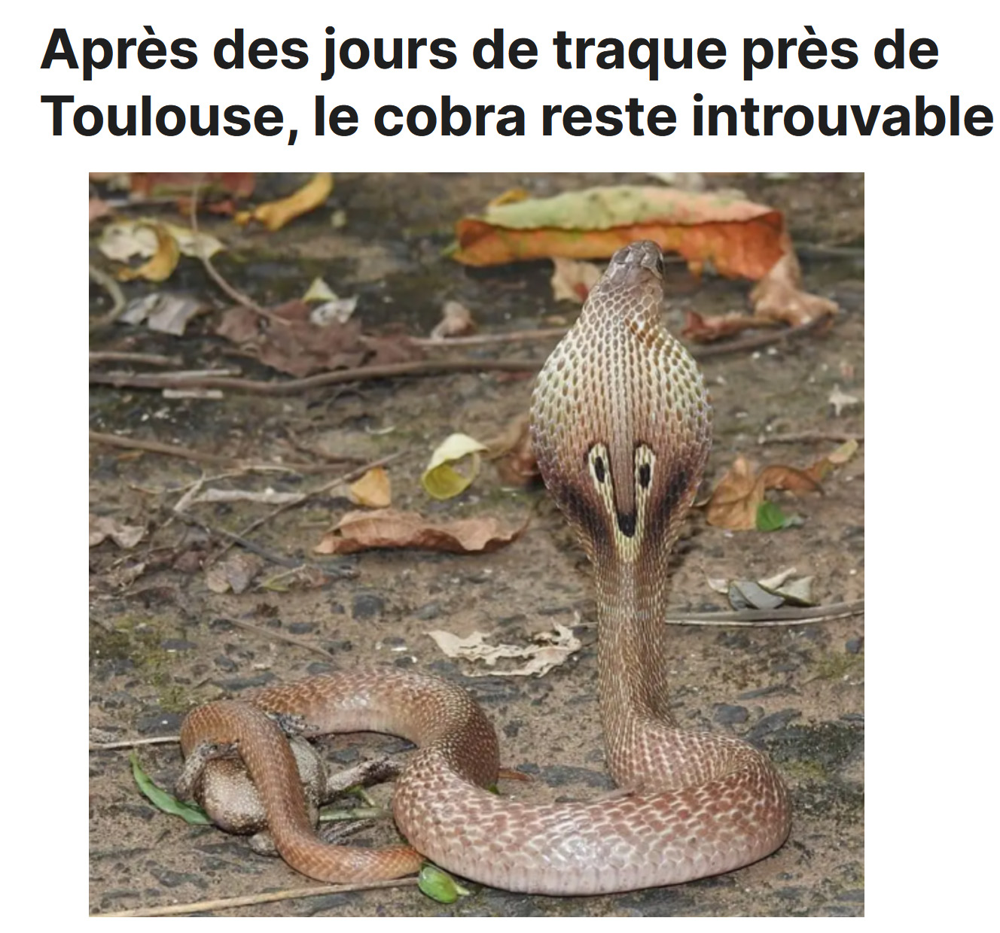 Après des jours de traque près de
Toulouse, le cobra reste introuvable